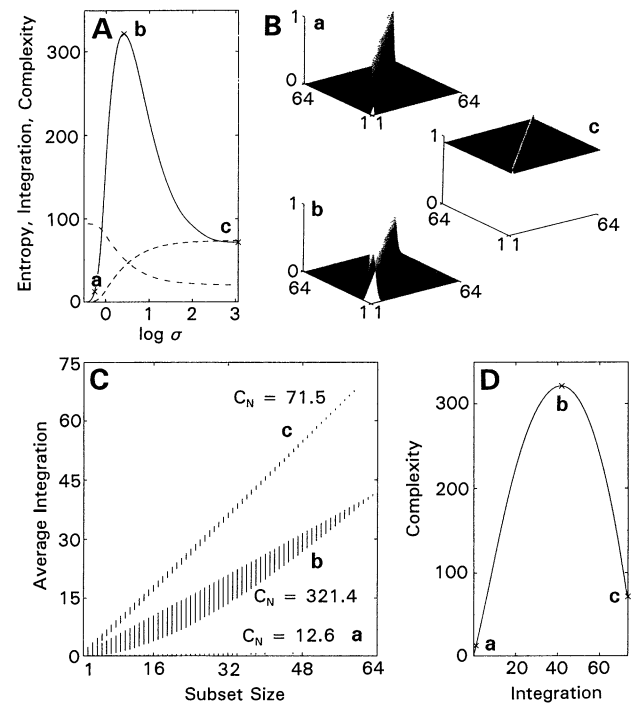 A
Entropy, Integration, Complexity
300
200
100
0
b
c
a
0 1 2 3
log σ
B
1
a
0
64
1 1
64
1
c
0
64
1 1
64
1
b
0
64
1 1
64
C
Average Integration
75
60
45
30
15
0
C_N = 71.5
c
b
C_N = 321.4
C_N = 12.6 a
1 16 32 48 64
Subset Size
D
Complexity
300
200
100
0
b
c
a
20 40 60
Integration